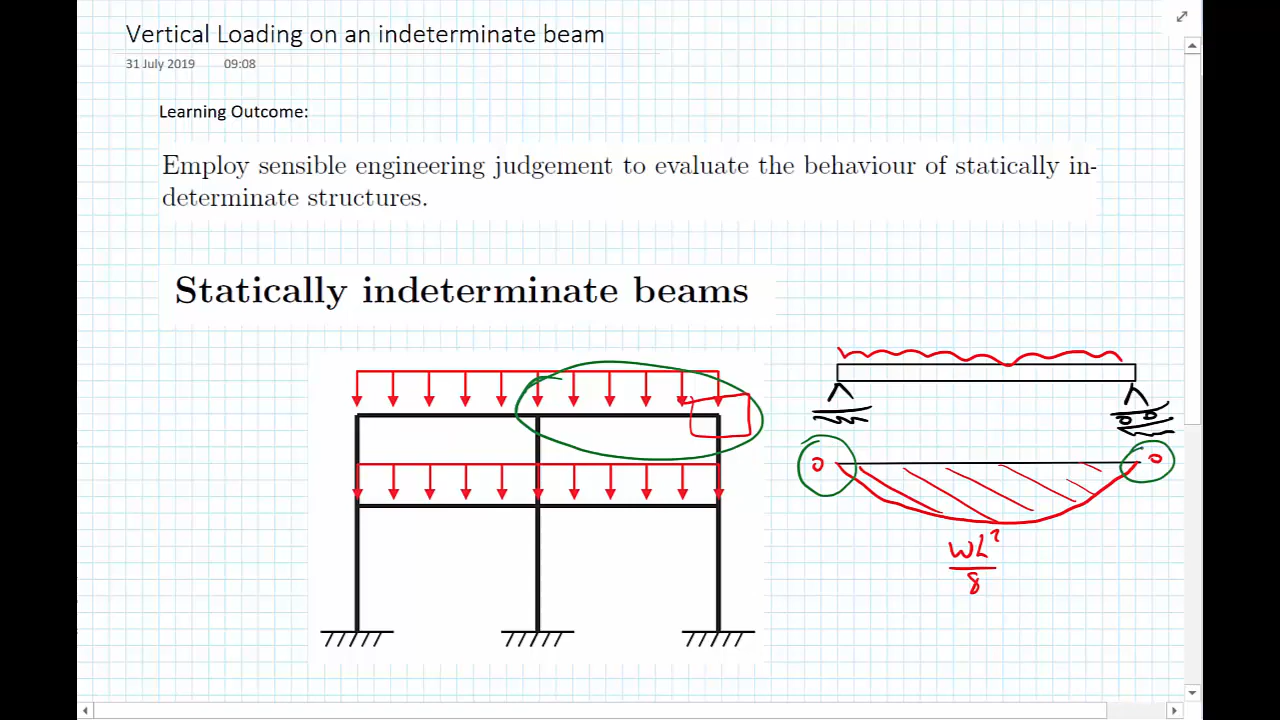 Vertical Loading on an indeterminate beam
31 July 2019 09:08
Learning Outcome:
Employ sensible engineering judgement to evaluate the behaviour of statically in-
determinate structures.
Statically indeterminate beams
0 0
WL²
8